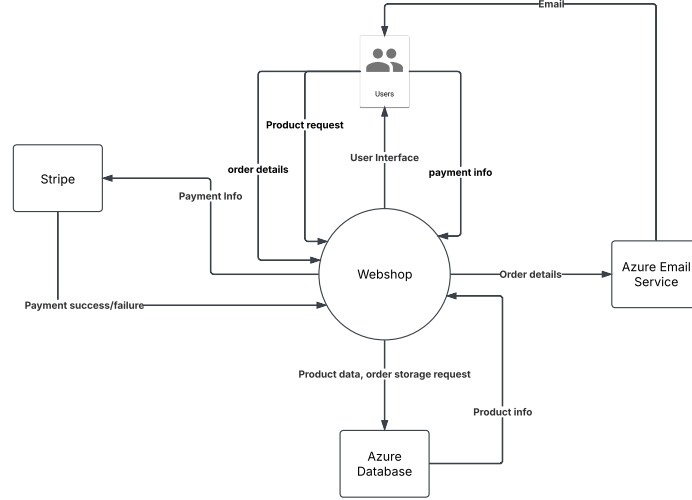 Email
Users
Product request
User Interface
order details
payment info
Stripe
Payment Info
Webshop
Order details
Azure Email
Service
Payment success/failure
Product data, order storage request
Product info
Azure
Database